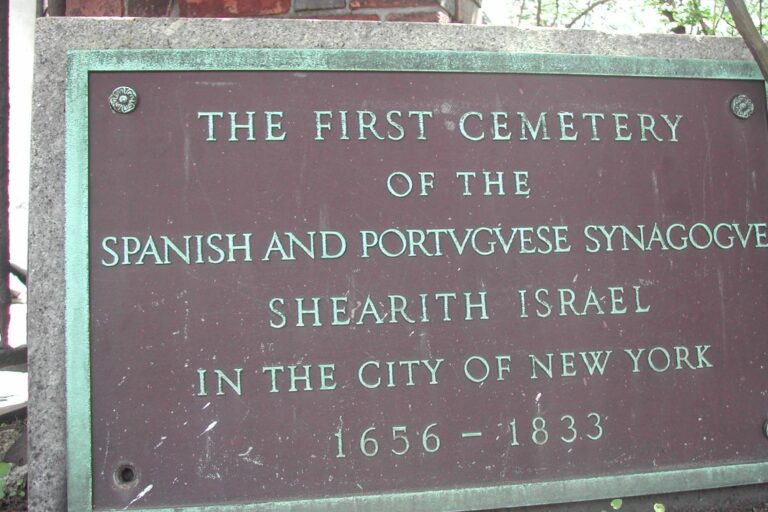 THE FIRST CEMETERY
OF THE
SPANISH AND PORTVGVESE SYNAGOGVE
SHEARITH ISRAEL
IN THE CITY OF NEW YORK
1656 – 1833